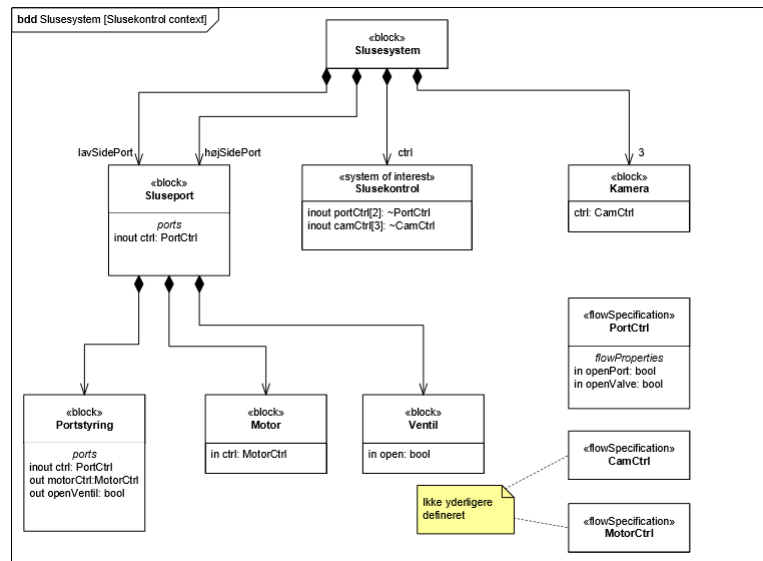 bdd Slusesystem [Slusekontrol context]
«block»
Slusesystem
lavSidePort
højSidePort
ctrl
3
«block»
Sluseport
ports
inout ctrl: PortCtrl
«system of interest»
Slusekontrol
inout portCtrl[2]: ~PortCtrl
inout camCtrl[3]: ~CamCtrl
«block»
Kamera
ctrl: CamCtrl
«flowSpecification»
PortCtrl
flowProperties
in openPort: bool
in openValve: bool
«block»
Portstyring
ports
inout ctrl: PortCtrl
out motorCtrl:MotorCtrl
out openVentil: bool
«block»
Motor
in ctrl: MotorCtrl
«block»
Ventil
in open: bool
«flowSpecification»
CamCtrl
Ikke yderligere
defineret
«flowSpecification»
MotorCtrl